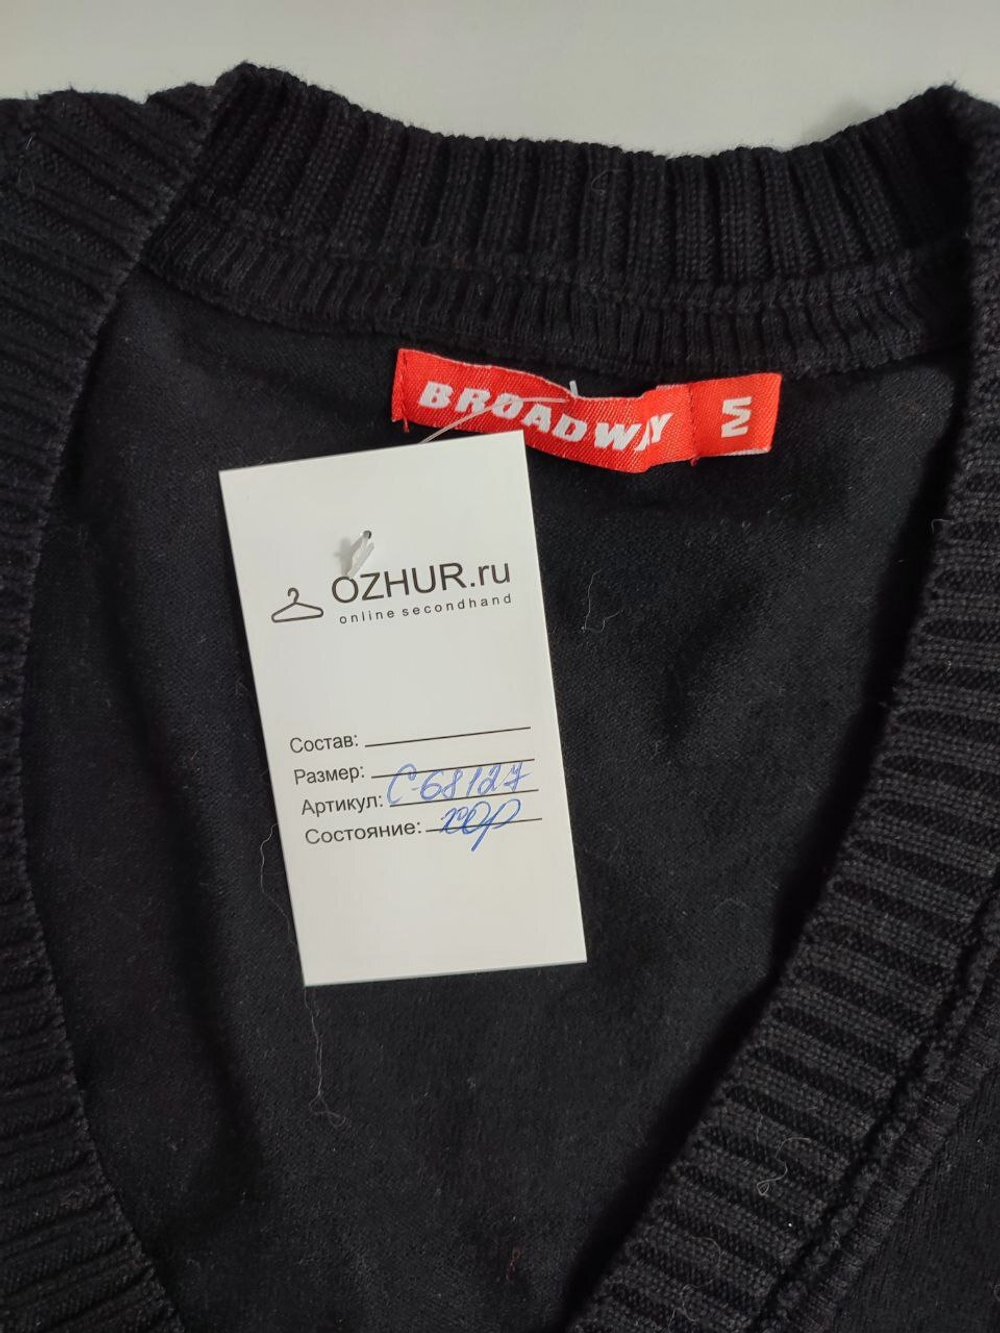 BROADWAY
M
OZHUR.ru
online secondhand
Состав:
Размер:
Артикул: С-68127
Состояние: хор